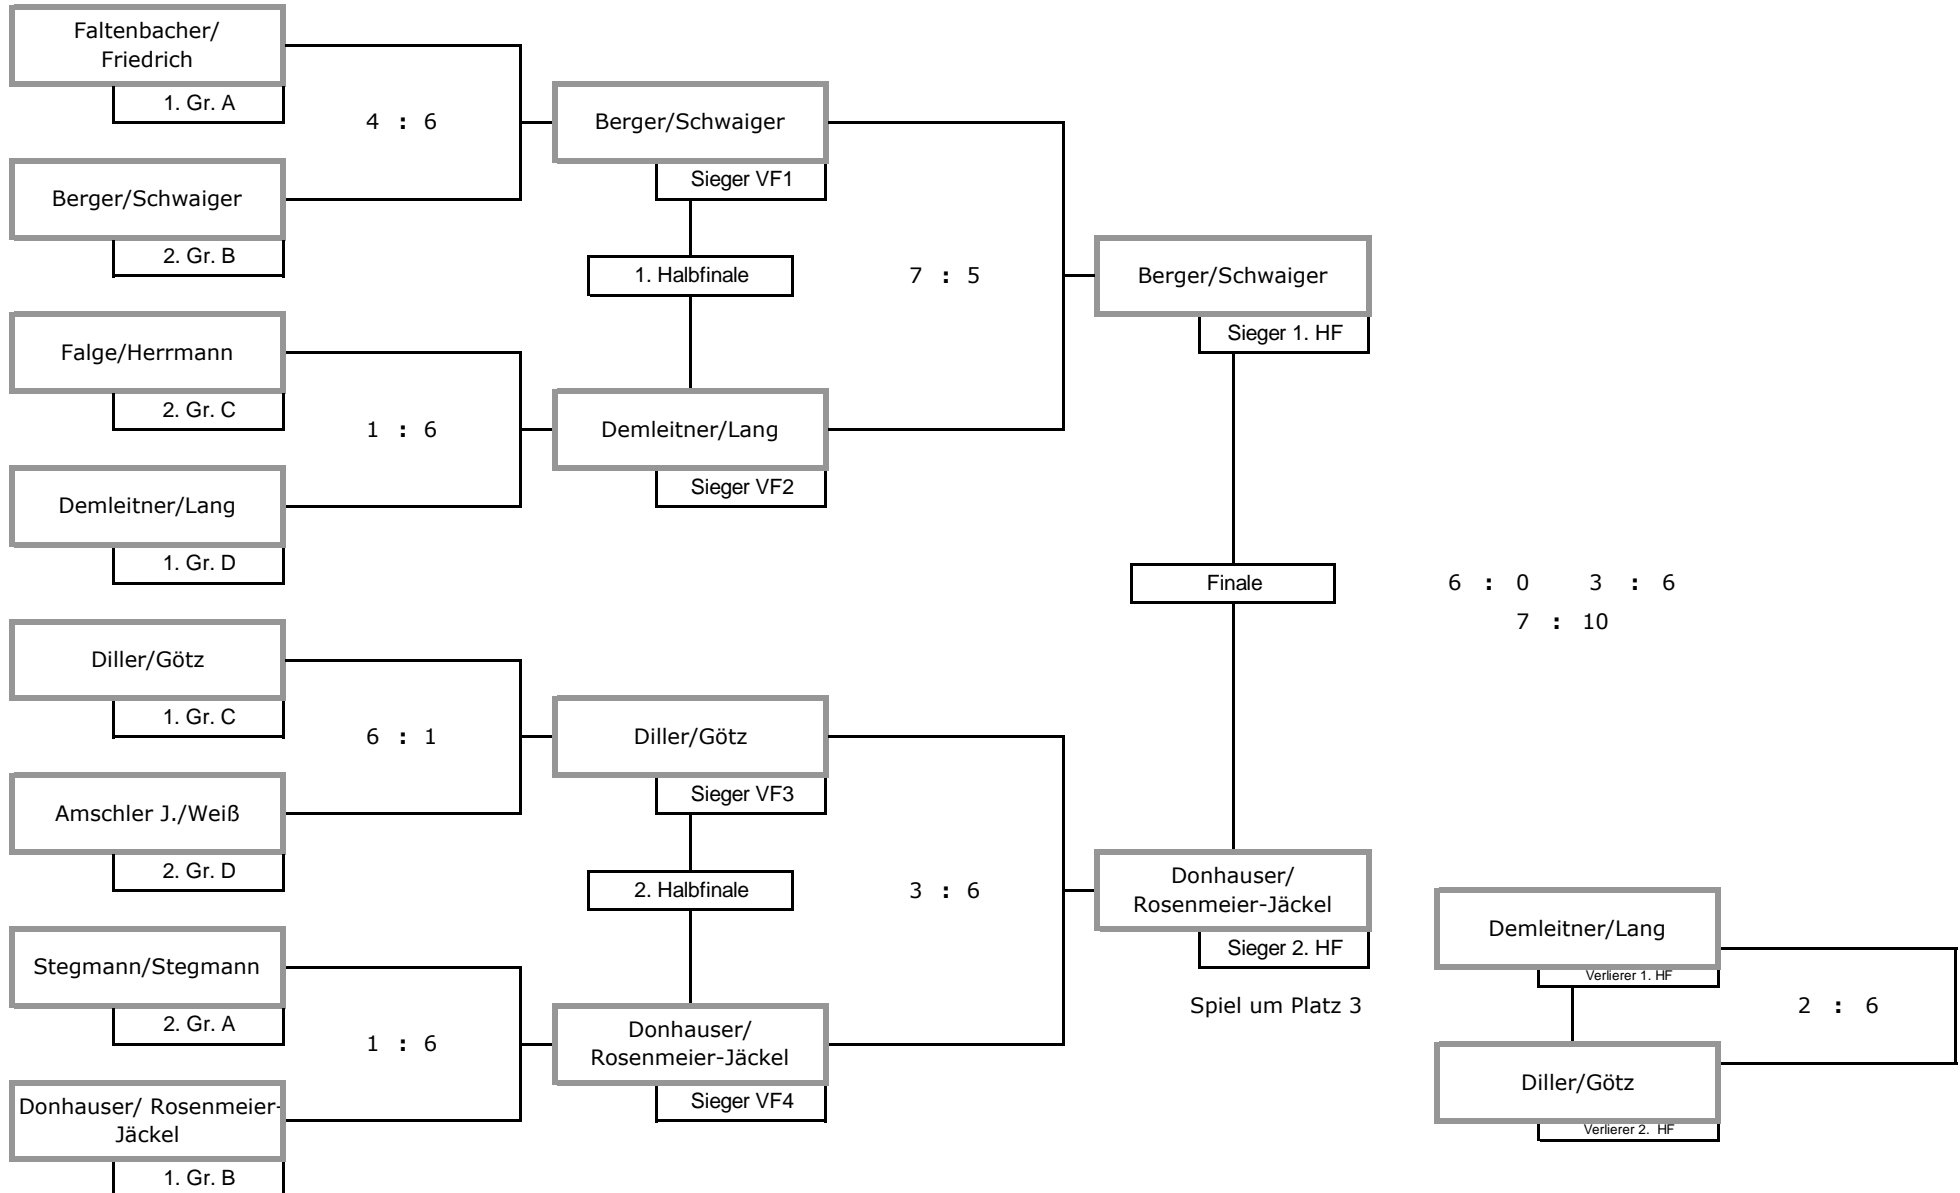 Faltenbacher/
Friedrich
1. Gr. A
4 : 6
Berger/Schwaiger
2. Gr. B
Falge/Herrmann
2. Gr. C
1 : 6
Demleitner/Lang
1. Gr. D
Diller/Götz
1. Gr. C
6 : 1
Amschler J./Weiß
2. Gr. D
Stegmann/Stegmann
2. Gr. A
1 : 6
Donhauser/ Rosenmeier-
Jäckel
1. Gr. B
Berger/Schwaiger
Sieger VF1
1. Halbfinale
7 : 5
Demleitner/Lang
Sieger VF2
Diller/Götz
Sieger VF3
2. Halbfinale
3 : 6
Donhauser/
Rosenmeier-Jäckel
Sieger VF4
Berger/Schwaiger
Sieger 1. HF
Finale
6 : 0 3 : 6
7 : 10
Donhauser/
Rosenmeier-Jäckel
Sieger 2. HF
Spiel um Platz 3
Demleitner/Lang
Verlierer 1. HF
2 : 6
Diller/Götz
Verlierer 2. HF